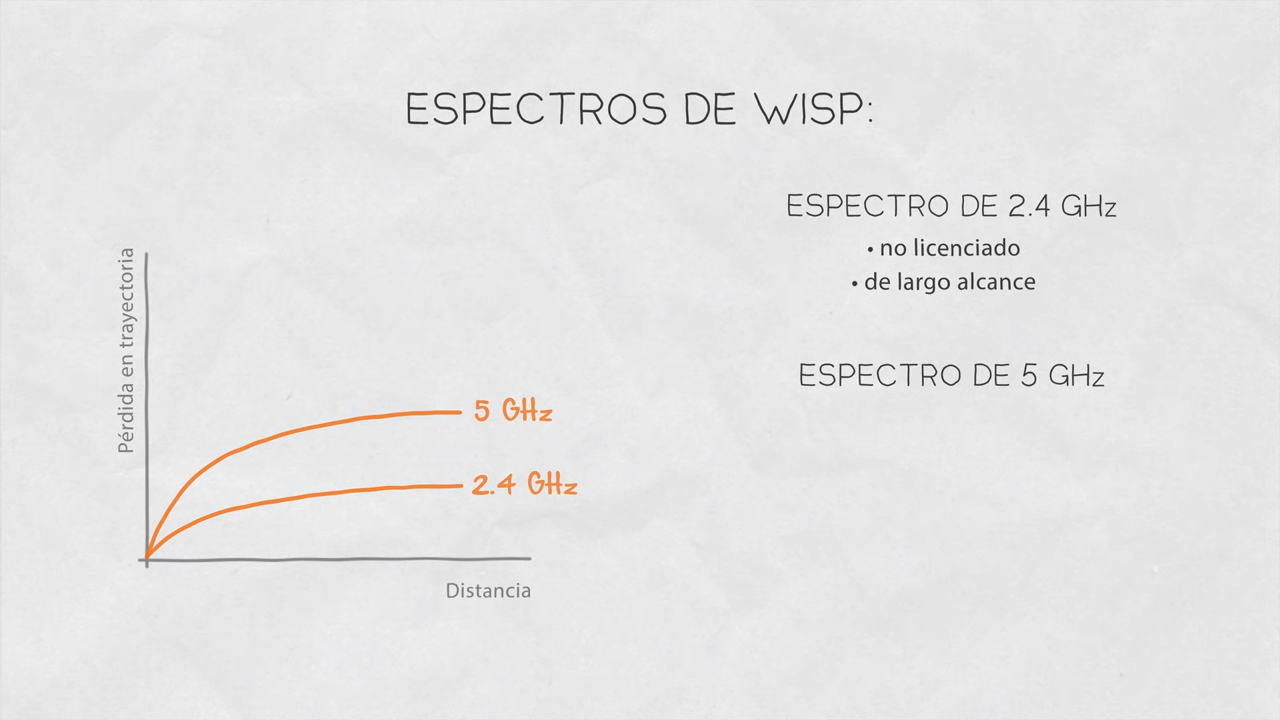 ESPECTROS DE WISP:
ESPECTRO DE 2.4 GHz
• no licenciado
• de largo alcance
ESPECTRO DE 5 GHz
Pérdida en trayectoria
5 GHz
2.4 GHz
Distancia